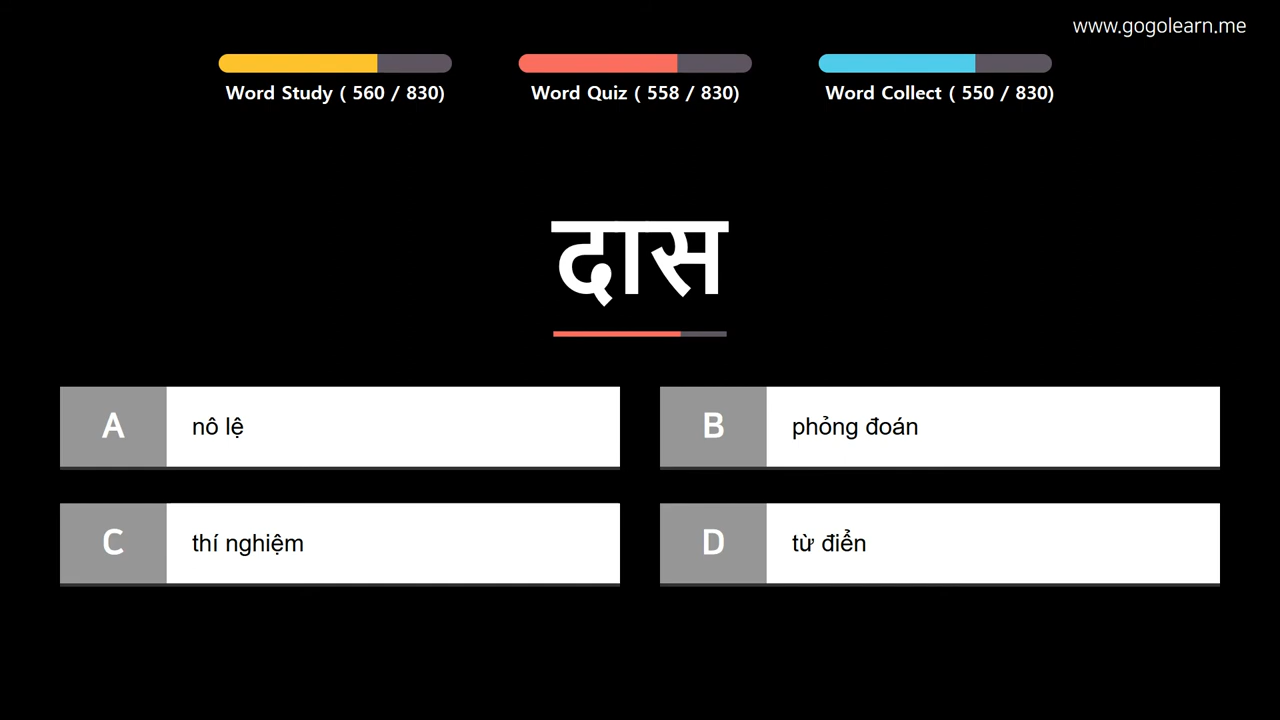 www.gogolearn.me
Word Study ( 560 / 830)
Word Quiz ( 558 / 830)
Word Collect ( 550 / 830)
दास
A nô lệ
B phỏng đoán
C thí nghiệm
D từ điển